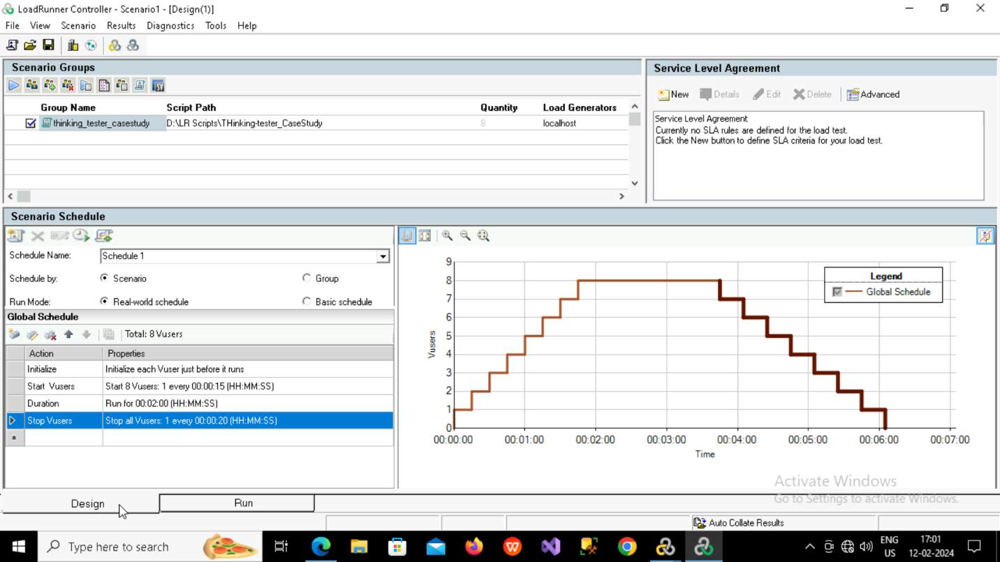 LoadRunner Controller - Scenario1 - [Design(1)]
File View Scenario Results Diagnostics Tools Help
Scenario Groups
Group Name Script Path Quantity Load Generators
thinking_tester_casestudy D:\LR Scripts\THinking-tester_CaseStudy 8 localhost
Service Level Agreement
New Details Edit Delete Advanced
Service Level Agreement
Currently no SLA rules are defined for the load test.
Click the New button to define SLA criteria for your load test.
Scenario Schedule
Schedule Name: Schedule 1
Schedule by: Scenario Group
Run Mode: Real-world schedule Basic schedule
Global Schedule
Total: 8 Vusers
Action Properties
Initialize Initialize each Vuser just before it runs
Start Vusers Start 8 Vusers: 1 every 00:00:15 (HH:MM:SS)
Duration Run for 00:02:00 (HH:MM:SS)
Stop Vusers Stop all Vusers: 1 every 00:00:20 (HH:MM:SS)
9
8
7
6
5
4
3
2
1
0
Vusers
Legend
Global Schedule
00:00:00 00:01:00 00:02:00 00:03:00 00:04:00 00:05:00 00:06:00 00:07:00
Time
Activate Windows
Go to Settings to activate Windows.
Design Run
Auto Collate Results
Type here to search
ENG
US
17:01
12-02-2024